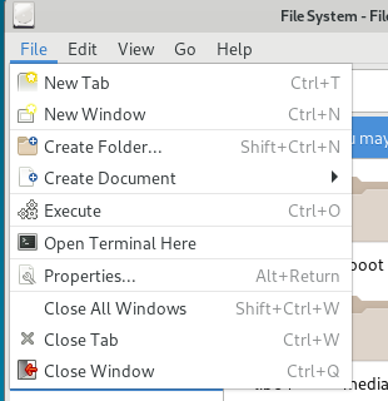 File System - File
File Edit View Go Help
New Tab Ctrl+T
New Window Ctrl+N
u may
Create Folder... Shift+Ctrl+N
Create Document
Execute Ctrl+O
Open Terminal Here
boot
Properties... Alt+Return
Close All Windows Shift+Ctrl+W
Close Tab Ctrl+W
Close Window Ctrl+Q
media